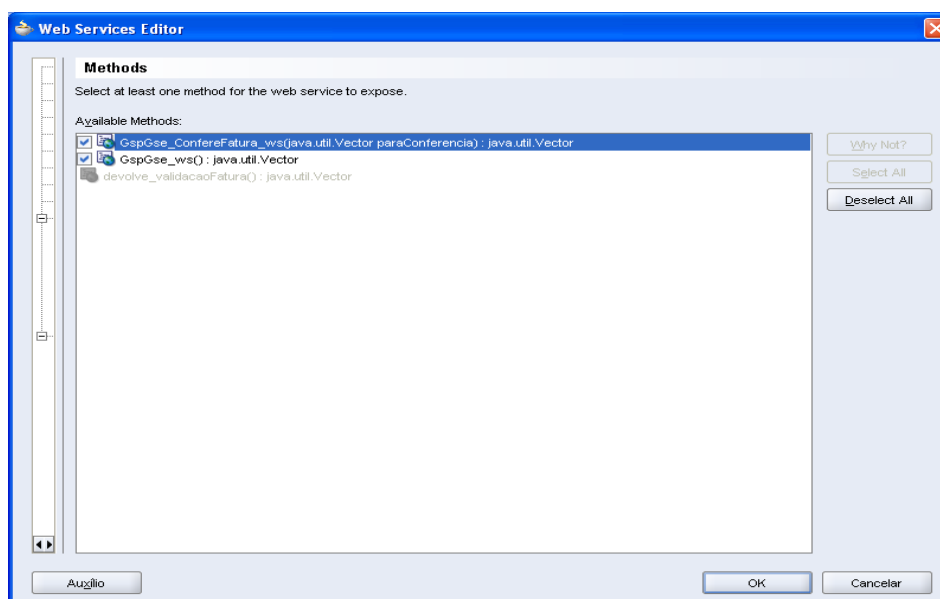 Web Services Editor
Methods
Select at least one method for the web service to expose.
Available Methods:
GspGse_ConfereFatura_ws(java.util.Vector paraConferencia) : java.util.Vector
GspGse_ws() : java.util.Vector
devolve_validacaoFatura() : java.util.Vector
Why Not?
Select All
Deselect All
Auxílio
OK
Cancelar